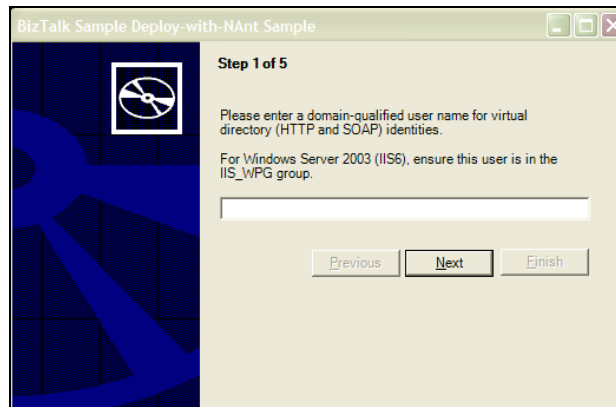 BizTalk Sample Deploy-with-NAnt Sample
Step 1 of 5
Please enter a domain-qualified user name for virtual
directory (HTTP and SOAP) identities.
For Windows Server 2003 (IIS6), ensure this user is in the
IIS_WPG group.
Previous Next Finish